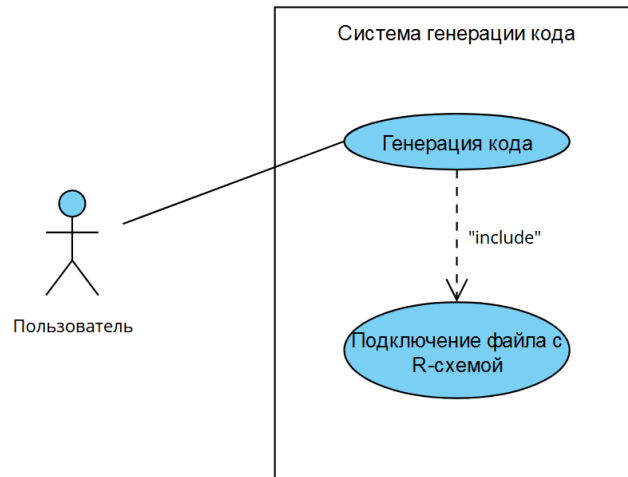 Система генерации кода
Генерация кода
"include"
Пользователь
Подключение файла с
R-схемой